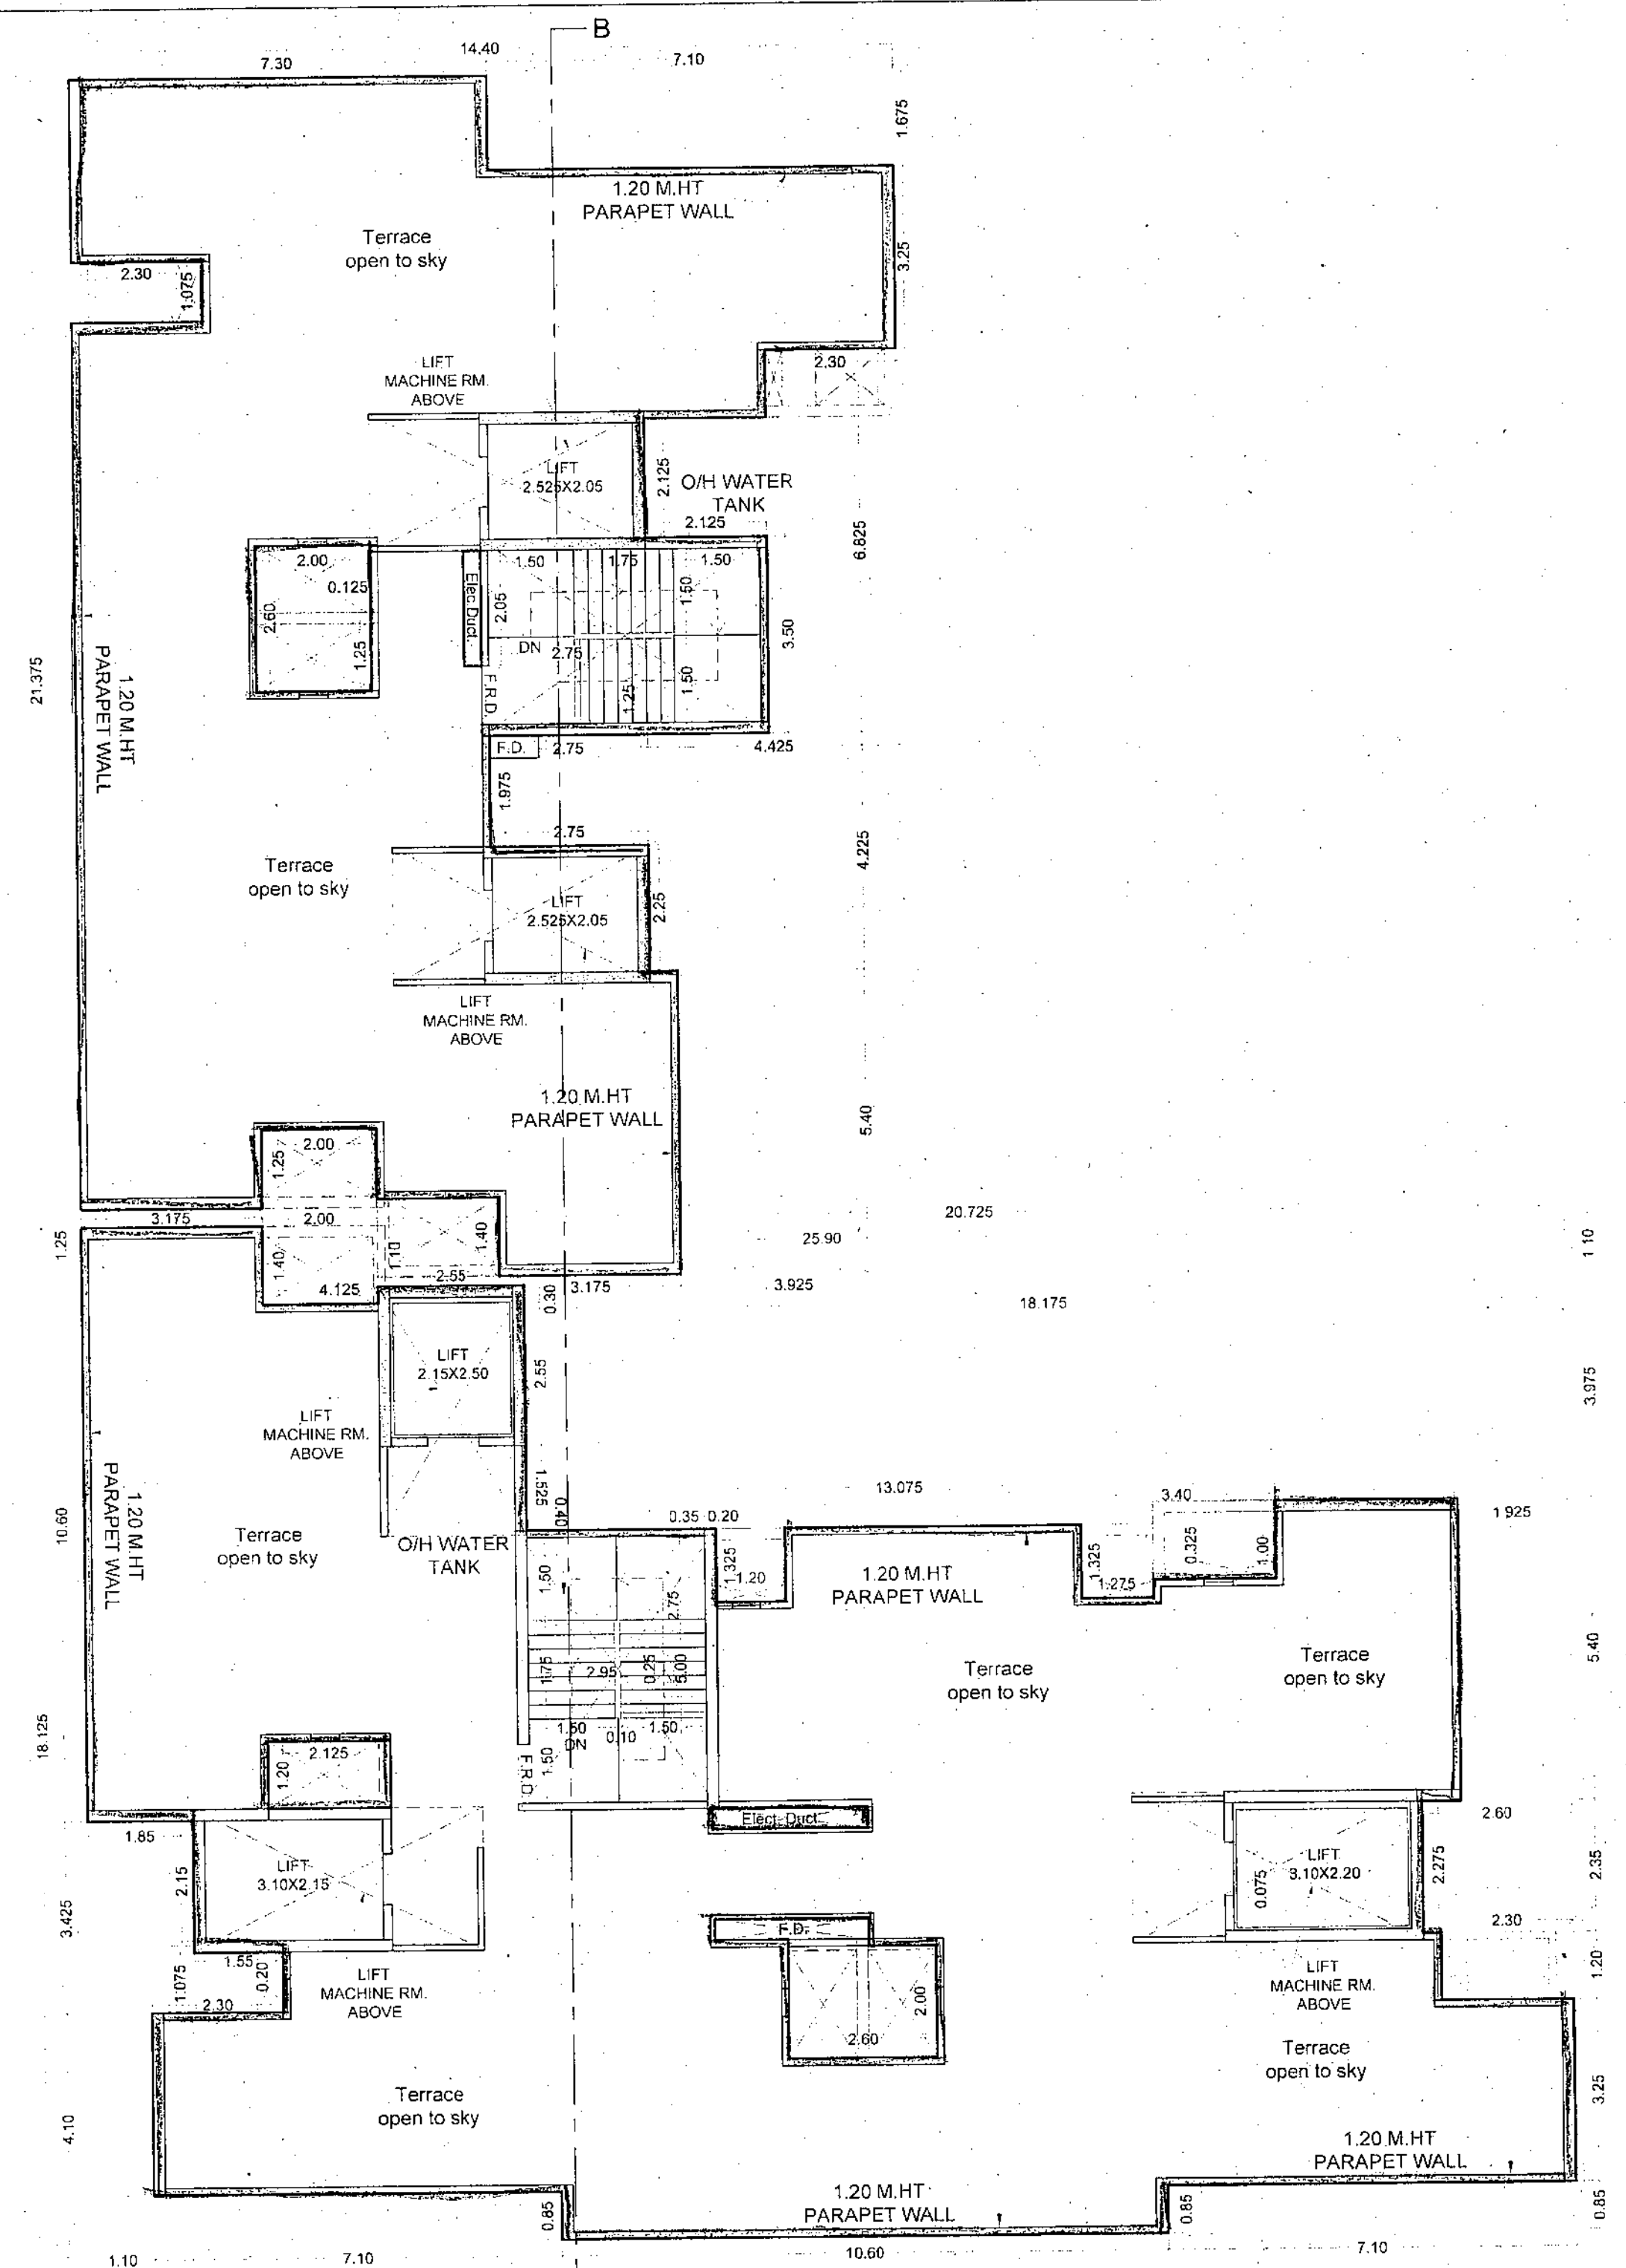 B
14.40
7.30
7.10
1.675
1.20 M.HT
PARAPET WALL
Terrace
open to sky
3.25
2.30
1.075
LIFT
MACHINE RM.
ABOVE
2.30
LIFT
2.525X2.05
2.125
O/H WATER
TANK
2.125
6.825
2.00
0.125
2.60
1.25
Elec.Duct.
1.50
1.75
1.50
2.05
1.50
DN
2.75
3.50
1.50
1.25
F.R.D.
21.375
1.20 M.HT
PARAPET WALL
F.D.
2.75
4.425
1.975
2.75
4.225
Terrace
open to sky
LIFT
2.525X2.05
2.25
LIFT
MACHINE RM.
ABOVE
1.20 M.HT
PARAPET WALL
5.40
2.00
1.25
3.175
2.00
1.40
20.725
1.25
1.40
1.10
25.90
1.10
4.125
2.55
0.30
3.175
3.925
18.175
LIFT
2.15X2.50
2.55
3.975
LIFT
MACHINE RM.
ABOVE
1.525
0.40
13.075
3.40
0.35
0.20
1.925
10.60
1.20 M.HT
PARAPET WALL
Terrace
open to sky
O/H WATER
TANK
1.50
1.325
1.20
1.20 M.HT
PARAPET WALL
1.325
1.275
0.325
1.00
2.75
1.75
2.95
0.25
5.00
Terrace
open to sky
Terrace
open to sky
5.40
18.125
1.50
DN
0.10
1.50
1.50
F.R.D.
2.125
1.20
Elect-Duct
1.85
2.60
2.15
LIFT
3.10X2.15
LIFT
3.10X2.20
0.075
2.275
2.35
3.425
F.D.
2.30
1.55
1.075
0.20
2.30
LIFT
MACHINE RM.
ABOVE
2.00
2.60
LIFT
MACHINE RM.
ABOVE
1.20
Terrace
open to sky
Terrace
open to sky
3.25
4.10
1.20 M.HT
PARAPET WALL
1.20 M.HT
PARAPET WALL
0.85
0.85
0.85
1.10
7.10
10.60
7.10